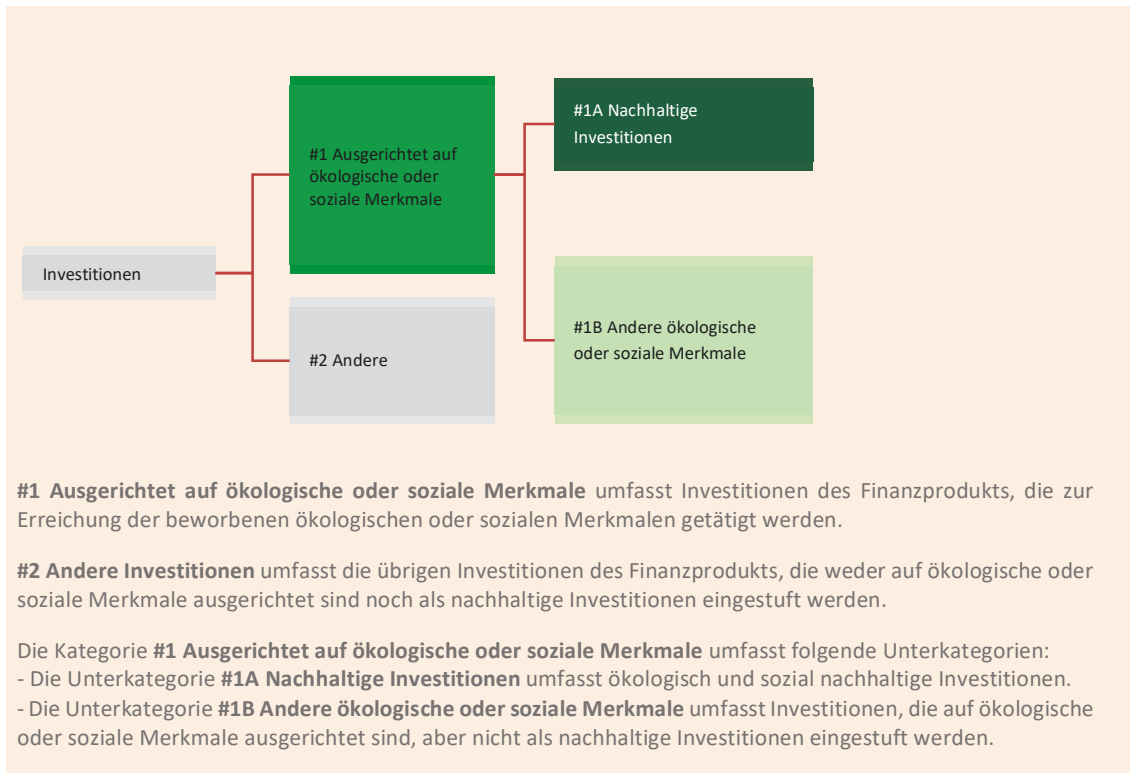 #1A Nachhaltige
Investitionen
#1 Ausgerichtet auf
ökologische oder
soziale Merkmale
Investitionen
#1B Andere ökologische
oder soziale Merkmale
#2 Andere
#1 Ausgerichtet auf ökologische oder soziale Merkmale umfasst Investitionen des Finanzprodukts, die zur
Erreichung der beworbenen ökologischen oder sozialen Merkmalen getätigt werden.
#2 Andere Investitionen umfasst die übrigen Investitionen des Finanzprodukts, die weder auf ökologische oder
soziale Merkmale ausgerichtet sind noch als nachhaltige Investitionen eingestuft werden.
Die Kategorie #1 Ausgerichtet auf ökologische oder soziale Merkmale umfasst folgende Unterkategorien:
- Die Unterkategorie #1A Nachhaltige Investitionen umfasst ökologisch und sozial nachhaltige Investitionen.
- Die Unterkategorie #1B Andere ökologische oder soziale Merkmale umfasst Investitionen, die auf ökologische
oder soziale Merkmale ausgerichtet sind, aber nicht als nachhaltige Investitionen eingestuft werden.